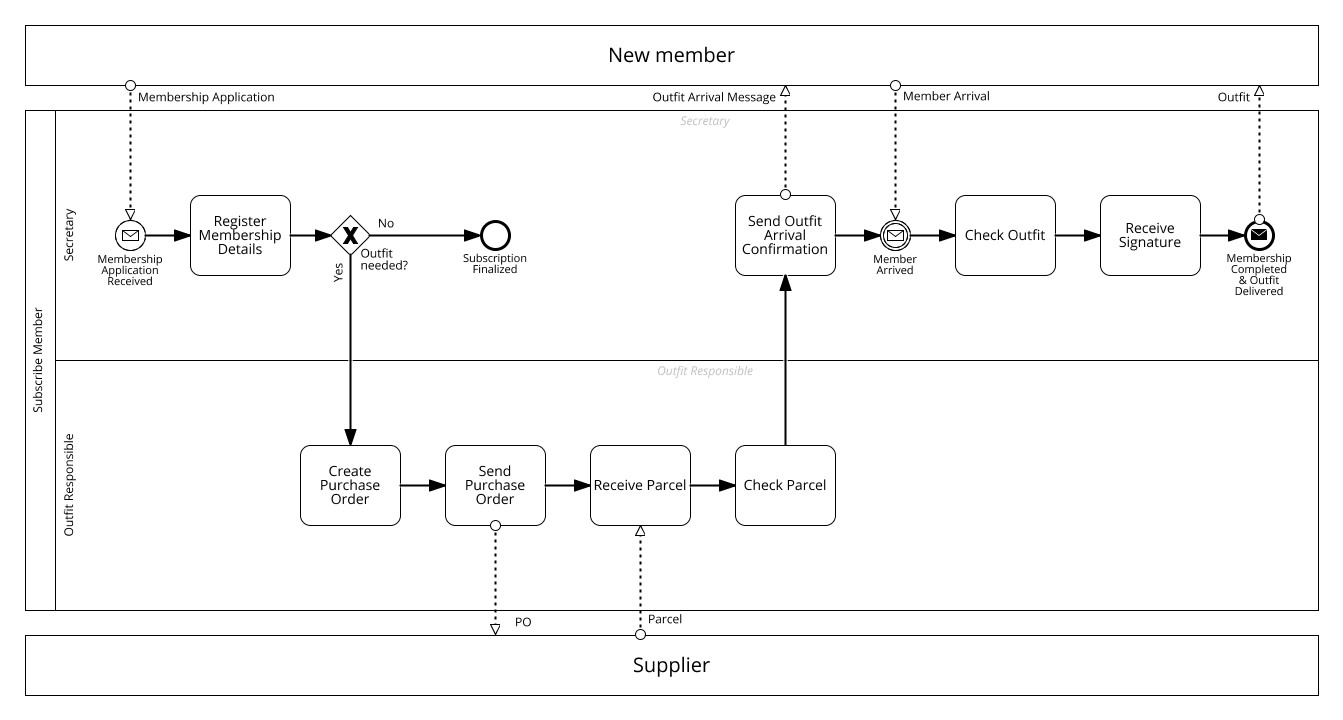 New member
Membership Application
Outfit Arrival Message
Member Arrival
Outfit
Secretary
Secretary
Subscribe Member
Register
Membership
Details
No
Yes
Outfit
needed?
Membership
Application
Received
Subscription
Finalized
Send Outfit
Arrival
Confirmation
Member
Arrived
Check Outfit
Receive
Signature
Membership
Completed
& Outfit
Delivered
Outfit Responsible
Outfit Responsible
Create
Purchase
Order
Send
Purchase
Order
Receive Parcel
Check Parcel
PO
Parcel
Supplier